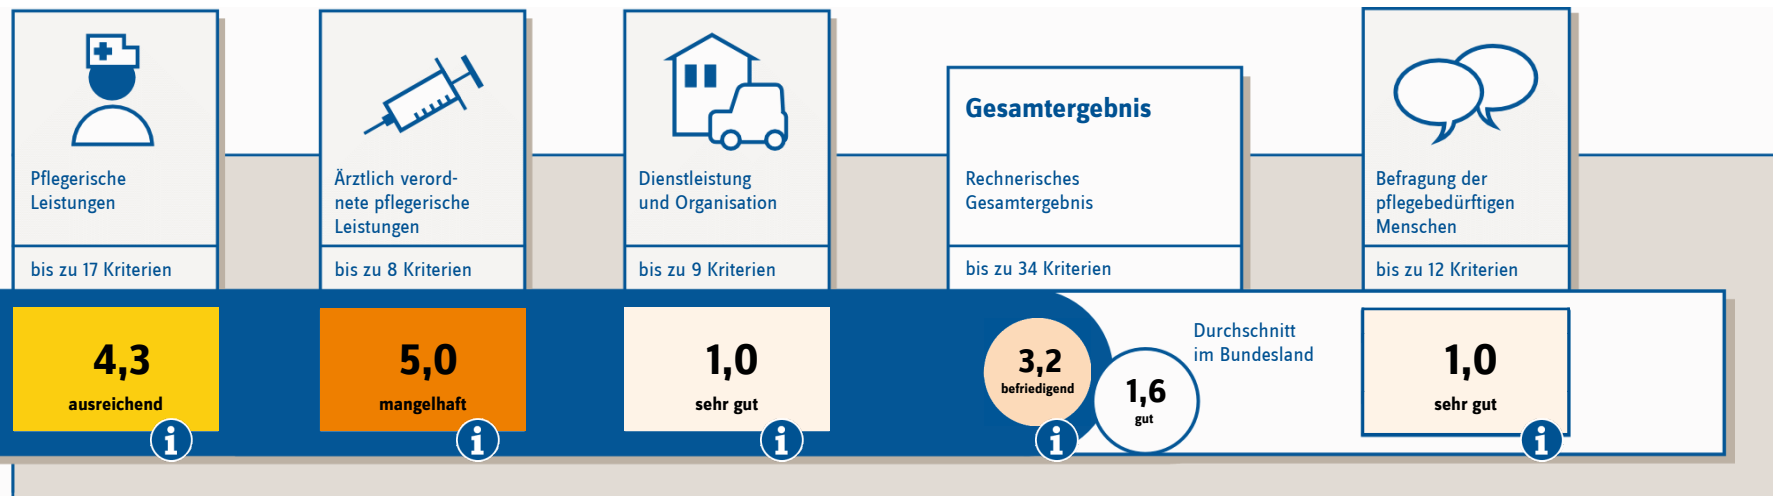 Pflegerische
Leistungen
bis zu 17 Kriterien
4,3
ausreichend
i
Ärztlich verord-
nete pflegerische
Leistungen
bis zu 8 Kriterien
5,0
mangelhaft
i
Dienstleistung
und Organisation
bis zu 9 Kriterien
1,0
sehr gut
i
Gesamtergebnis
Rechnerisches
Gesamtergebnis
bis zu 34 Kriterien
3,2
befriedigend
i
1,6
gut
Durchschnitt
im Bundesland
Befragung der
pflegebedürftigen
Menschen
bis zu 12 Kriterien
1,0
sehr gut
i